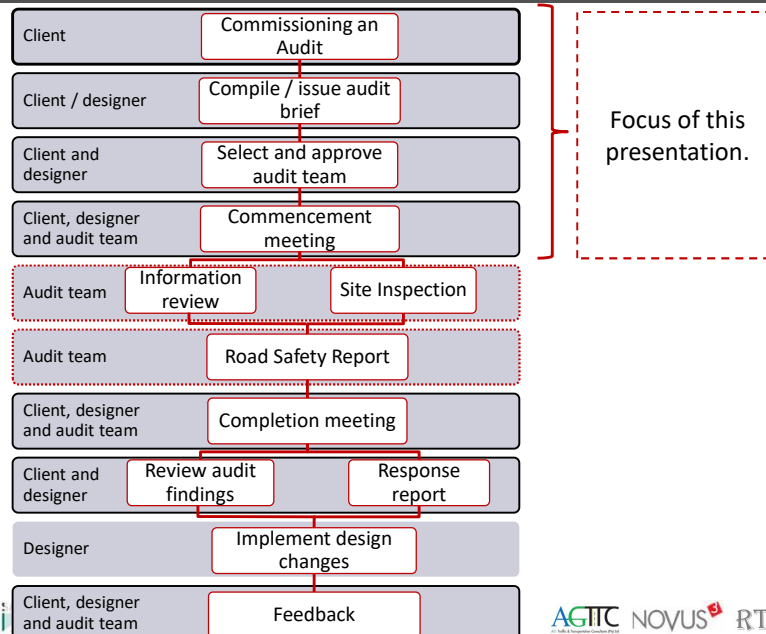 Client
Commissioning an
Audit
Client / designer
Compile / issue audit
brief
Client and
designer
Select and approve
audit team
Client, designer
and audit team
Commencement
meeting
Focus of this
presentation.
Audit team
Information
review
Site Inspection
Audit team
Road Safety Report
Client, designer
and audit team
Completion meeting
Client and
designer
Review audit
findings
Response
report
Designer
Implement design
changes
Client, designer
and audit team
Feedback
AGTTC NOVUS3 RT